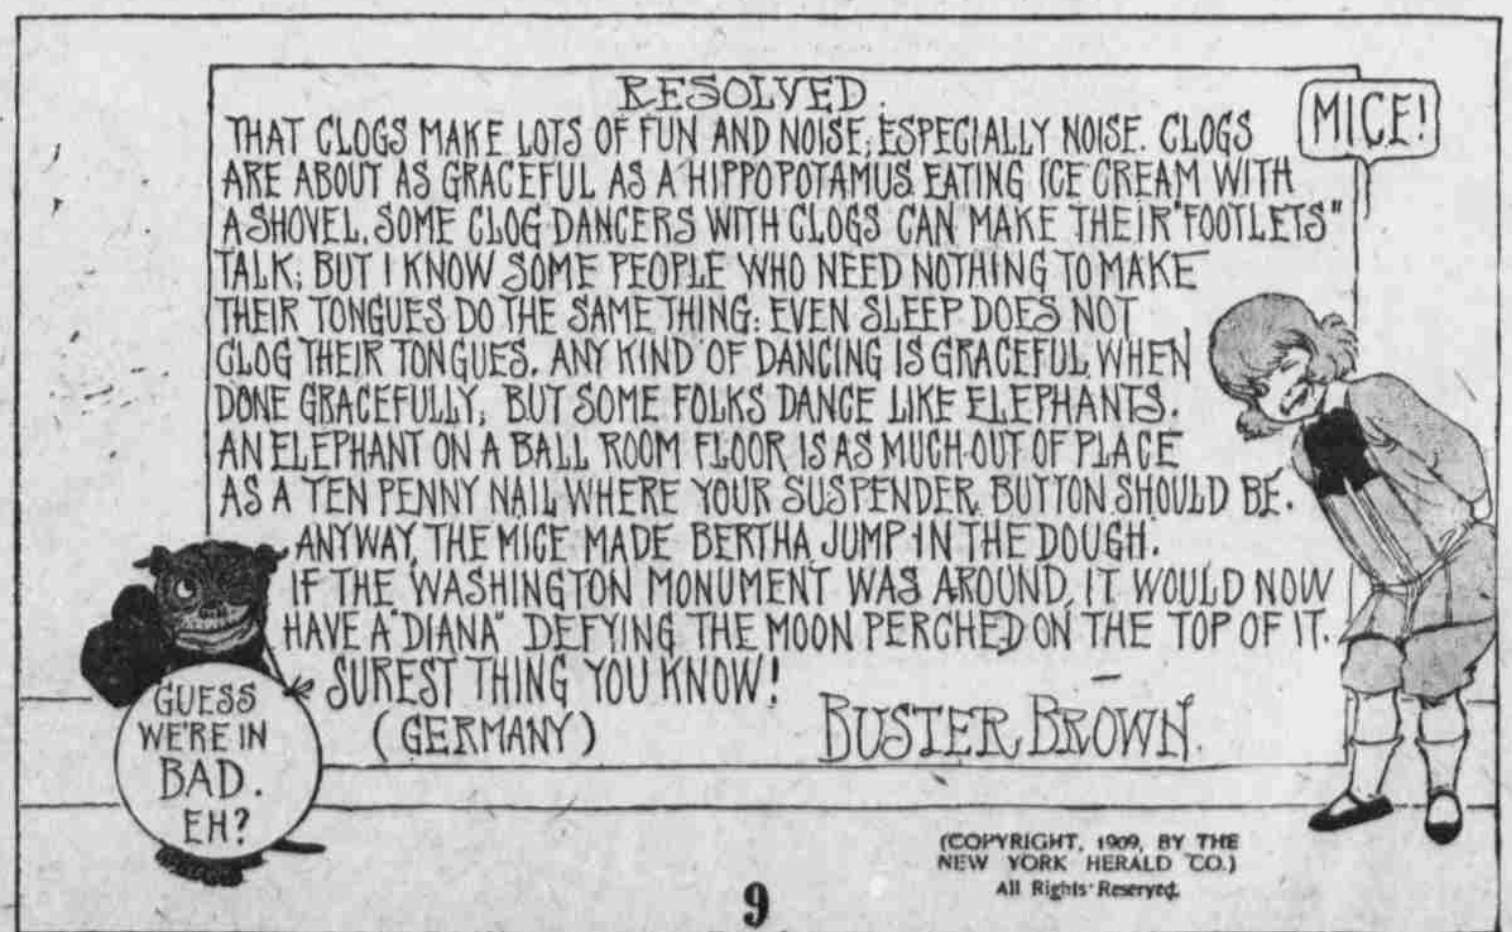 RESOLVED.
THAT CLOGS MAKE LOTS OF FUN AND NOISE; ESPECIALLY NOISE. CLOGS
ARE ABOUT AS GRACEFUL AS A HIPPOPOTAMUS EATING ICE CREAM WITH
A SHOVEL. SOME CLOG DANCERS WITH CLOGS CAN MAKE THEIR "FOOTLETS"
TALK; BUT I KNOW SOME PEOPLE WHO NEED NOTHING TO MAKE
THEIR TONGUES DO THE SAME THING: EVEN SLEEP DOES NOT
CLOG THEIR TONGUES. ANY KIND OF DANCING IS GRACEFUL WHEN
DONE GRACEFULLY; BUT SOME FOLKS DANCE LIKE ELEPHANTS.
AN ELEPHANT ON A BALL ROOM FLOOR IS AS MUCH OUT OF PLACE
AS A TEN PENNY NAIL WHERE YOUR SUSPENDER BUTTON SHOULD BE.
ANYWAY, THE MICE MADE BERTHA JUMP IN THE DOUGH.
IF THE WASHINGTON MONUMENT WAS AROUND, IT WOULD NOW
HAVE A "DIANA" DEFYING THE MOON PERCHED ON THE TOP OF IT.
SUREST THING YOU KNOW!
(GERMANY)
BUSTER BROWN.
MICE!
GUESS
WE'RE IN
BAD.
EH?
(COPYRIGHT, 1909, BY THE
NEW YORK HERALD CO.)
All Rights Reserved.
9